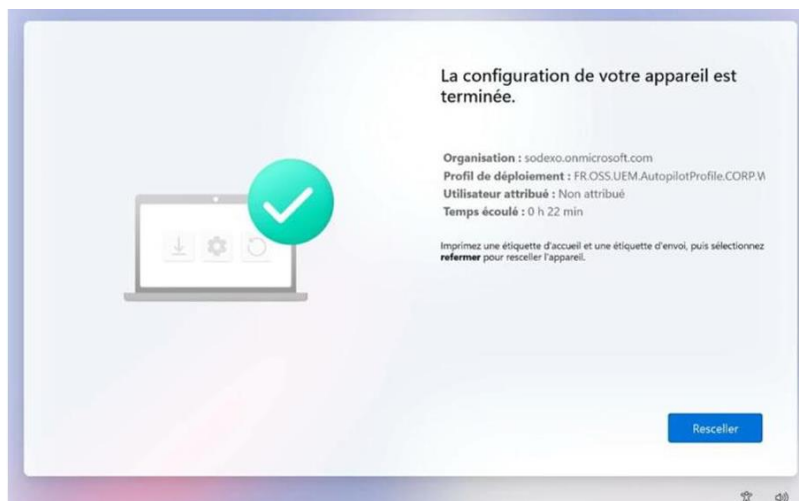 La configuration de votre appareil est
terminée.
Organisation : sodexo.onmicrosoft.com
Profil de déploiement : FR.OSS.UEM.AutopilotProfile.CORP.W
Utilisateur attribué : Non attribué
Temps écoulé : 0 h 22 min
Imprimez une étiquette d'accueil et une étiquette d'envoi, puis sélectionnez
refermer pour resceller l'appareil.
Resceller